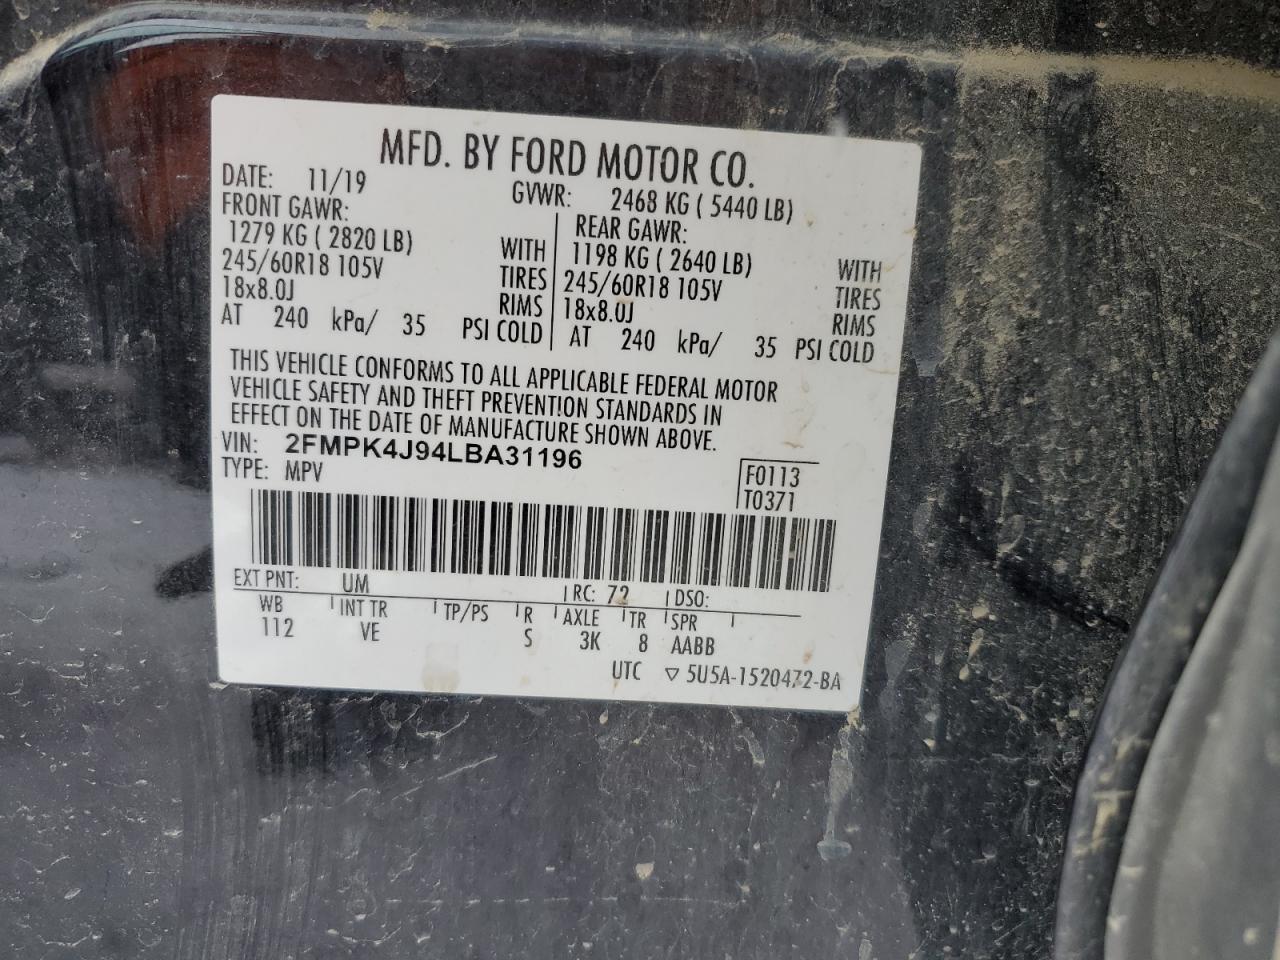 MFD. BY FORD MOTOR CO.
DATE: 11/19 GVWR: 2468 KG ( 5440 LB)
FRONT GAWR: REAR GAWR:
1279 KG ( 2820 LB) WITH 1198 KG ( 2640 LB) WITH
245/60R18 105V TIRES 245/60R18 105V TIRES
18x8.0J RIMS 18x8.0J RIMS
AT 240 kPa/ 35 PSI COLD AT 240 kPa/ 35 PSI COLD
THIS VEHICLE CONFORMS TO ALL APPLICABLE FEDERAL MOTOR
VEHICLE SAFETY AND THEFT PREVENTION STANDARDS IN
EFFECT ON THE DATE OF MANUFACTURE SHOWN ABOVE.
VIN: 2FMPK4J94LBA31196
TYPE: MPV F0113
T0371
EXT PNT: UM RC: 72 DSO:
WB INT TR TP/PS R AXLE TR SPR
112 VE S 3K 8 AABB
UTC ▽ 5U5A-1520472-BA